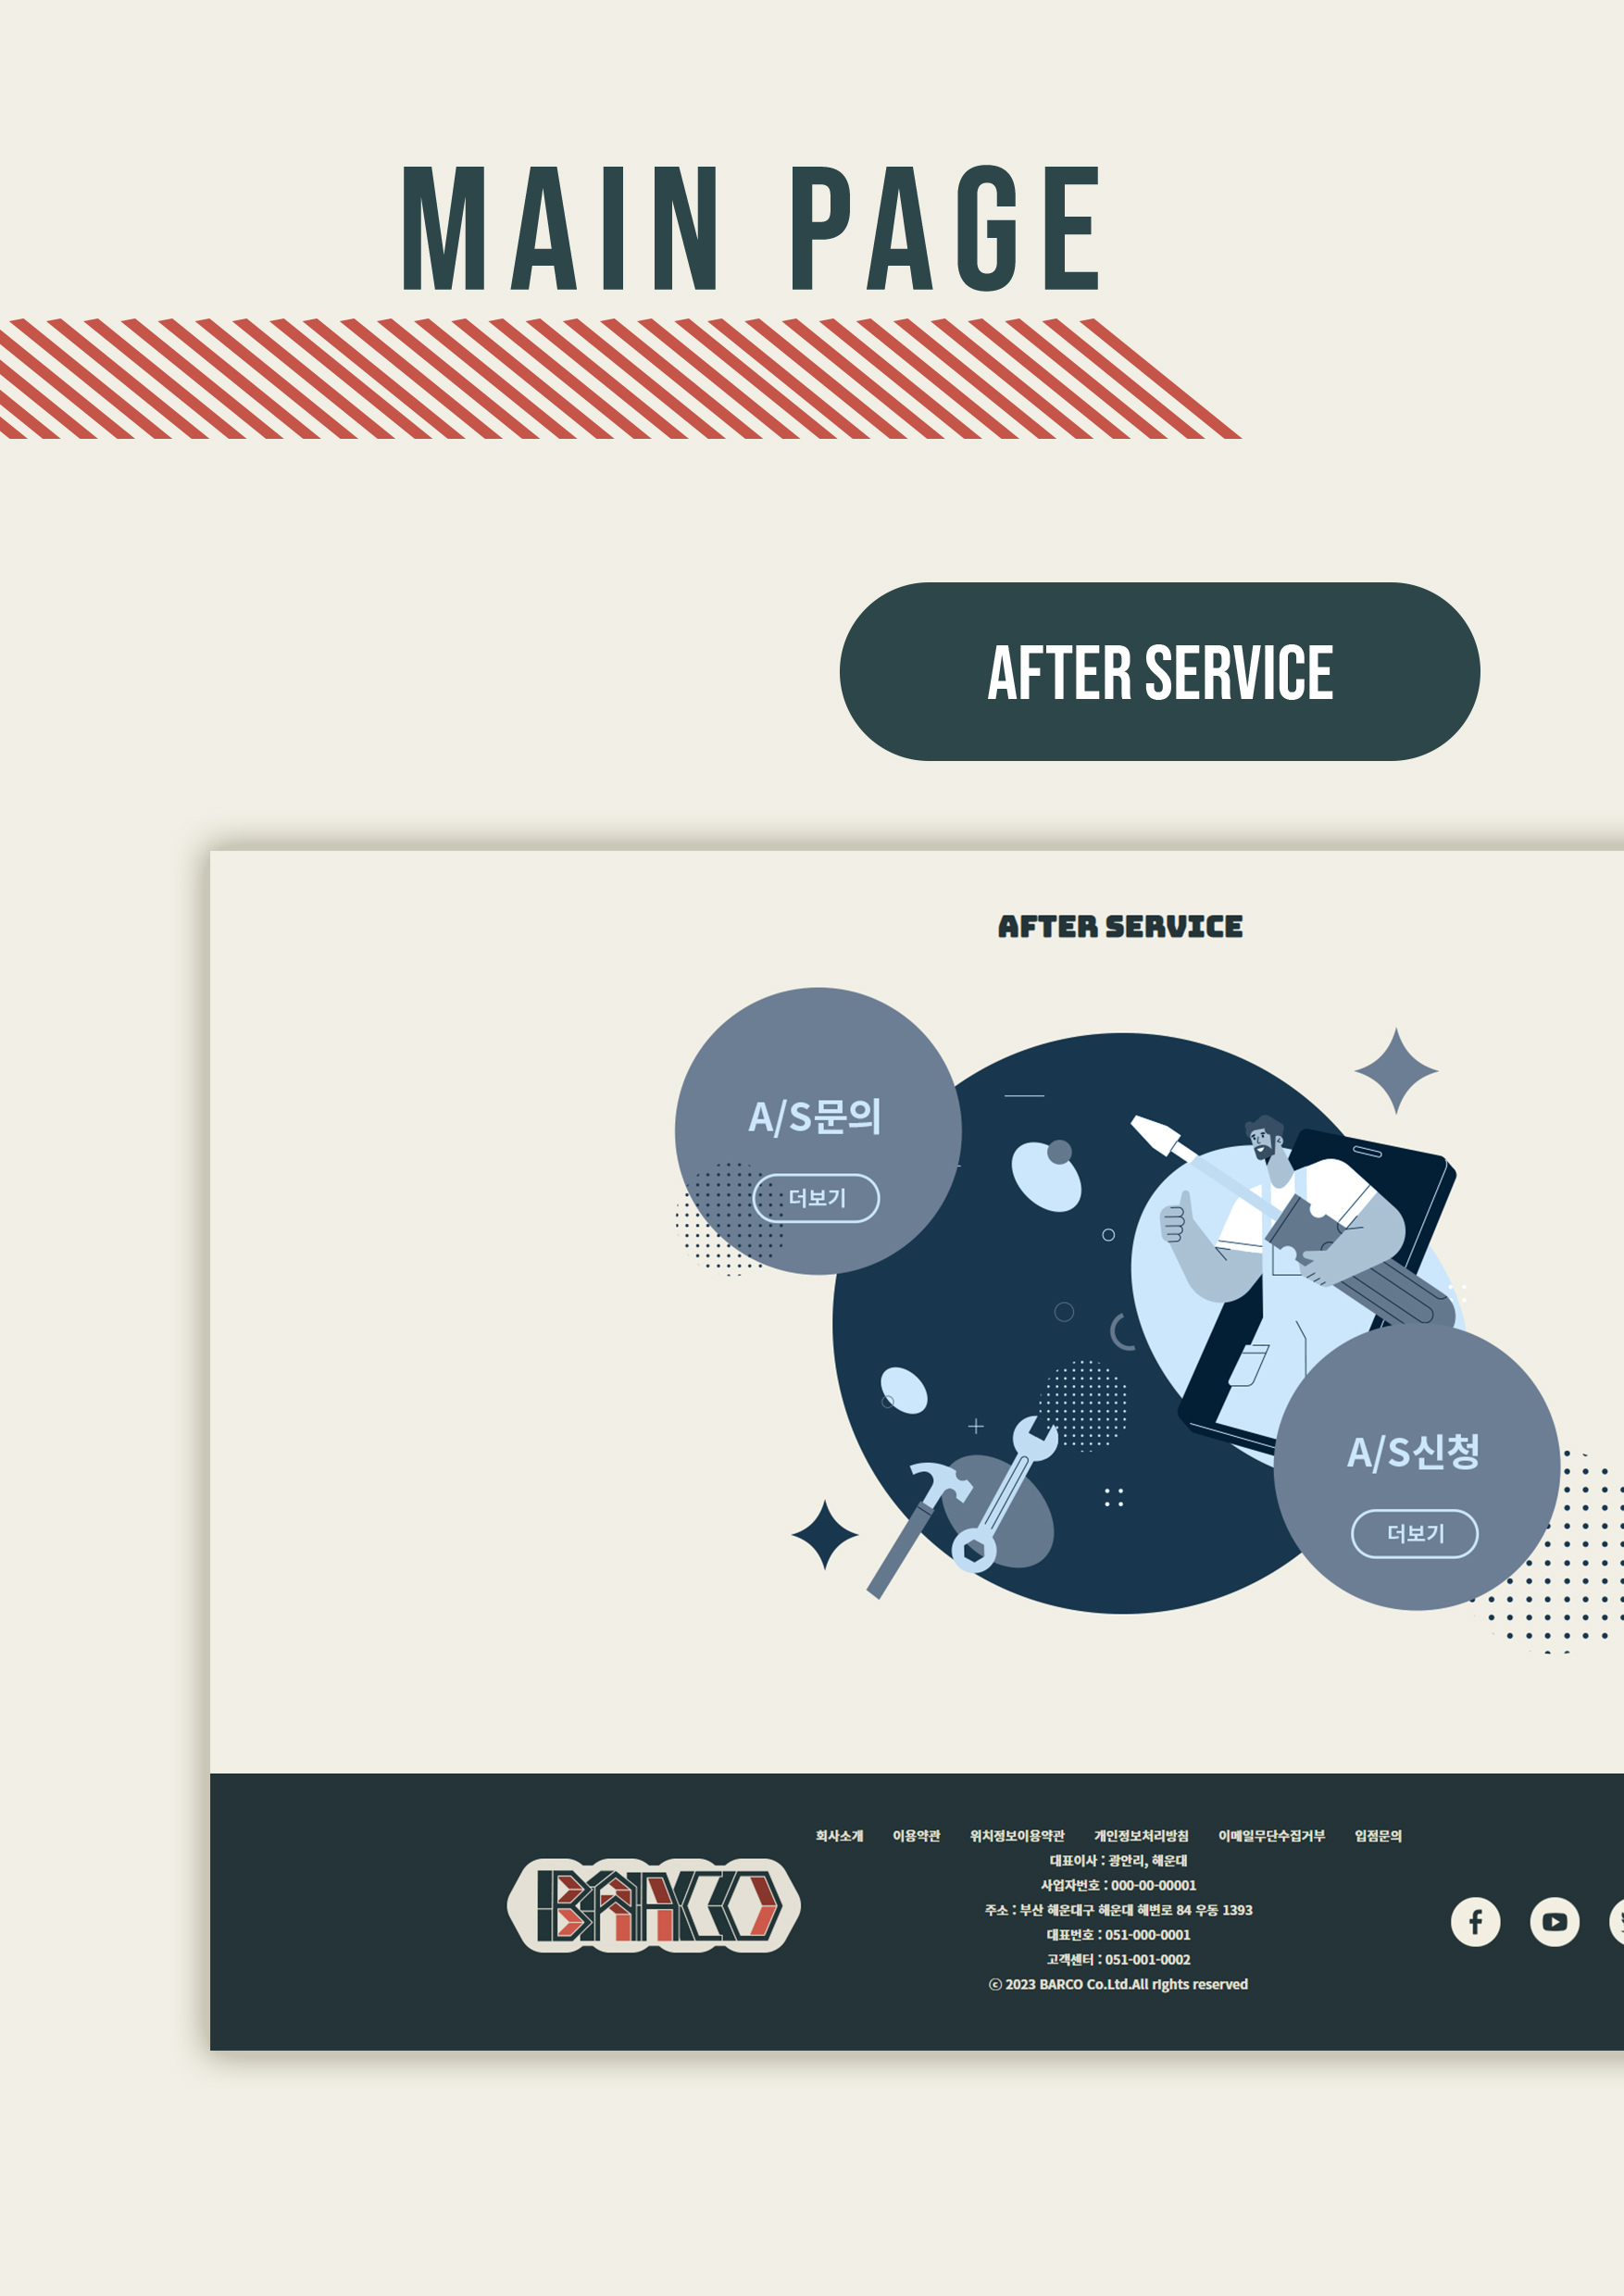 MAIN PAGE
AFTER SERVICE
AFTER SERVICE
A/S문의
더보기
A/S신청
더보기
회사소개 이용약관 위치정보이용약관 개인정보처리방침 이메일무단수집거부 입점문의
대표이사 : 광안리, 해운대
사업자번호 : 000-00-00001
주소 : 부산 해운대구 해운대 해변로 84 우동 1393
대표번호 : 051-000-0001
고객센터 : 051-001-0002
ⓒ 2023 BARCO Co.Ltd.All rIghts reserved
BARCO